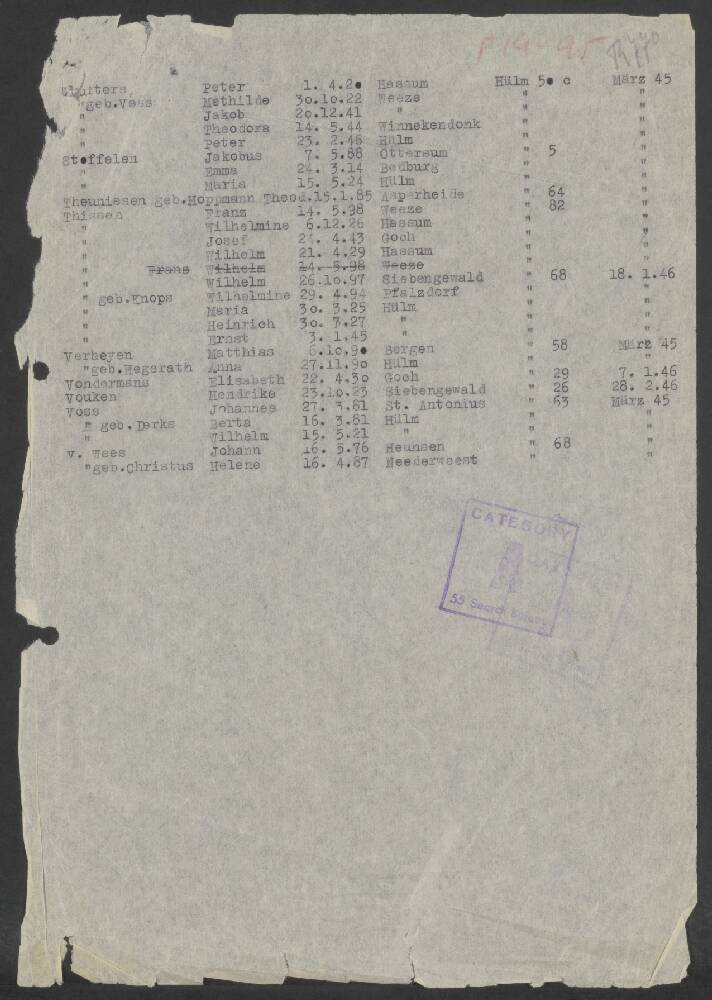 F19-95
Peter 1. 4.20 Hassum Hülm 50 c März 45
" geb.Voss Methilde 30.10.22 Weeze " "
" Jakob 20.12.41 " " "
" Theodora 14. 5.44 Winnekendonk " "
" Peter 23. 2.46 Hülm " "
Stoffelen Jakobus 7. 5.88 Ottersum " 5 "
" Emma 24. 3.14 Bedburg " "
" Maria 15. 5.24 Hülm " "
Theunissen geb.Hoppmann Theod.15.1.85 Asperheide " 64 "
Thissen Franz 14. 5.98 Weeze " 82 "
" Wilhelmine 6.12.26 Hassum " "
" Josef 4.43 Goch " "
" Wilhelm 21. 4.29 Hassum " "
" Frans Wilhelm 14. 5.98 Weeze
" Wilhelm 26.10.97 Siebengewald " 68 18. 1.46
" geb.Knops Wilhelmine 29. 4.94 Pfalzdorf " "
" Maria 30. 3.25 Hülm " "
" Heinrich 30. 3.27 " " "
" Ernst 3. 1.45 " " "
Verheyen Matthias 6.10.90 Bergen " 58 März 45
" geb.Hegerath Anna 27.11.90 Hülm " "
Vondermans Elisabeth 22. 4.30 Goch " 29 7. 1.46
Vouken Hendrike 23.10.23 Siebengewald " 26 28. 2.46
Voss Johannes 27. 3.81 St. Antonius " 63 März 45
" geb. Derks Berta 16. 3.81 Hülm " "
" Wilhelm 15. 5.21 " " "
v. Wees Johann 16. 5.76 Heunsen " 68 "
" geb.Christus Helene 16. 4.87 Neederweest " "
CATEGORY
A
55 Search Bureau